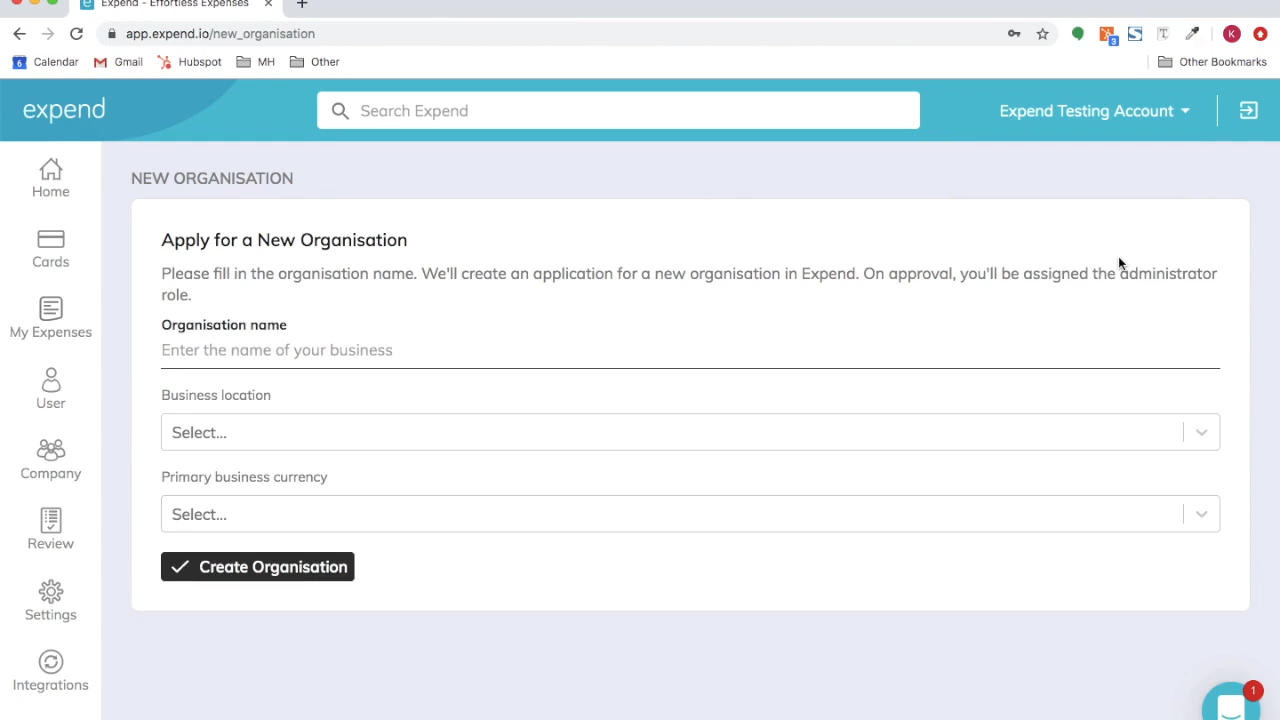 Expend - Effortless Expenses
app.expend.io/new_organisation
3
T
K
6 Calendar
Gmail
Hubspot
MH
Other
Other Bookmarks
expend
Search Expend
Expend Testing Account
Home
Cards
My Expenses
User
Company
Review
Settings
Integrations
NEW ORGANISATION
Apply for a New Organisation
Please fill in the organisation name. We'll create an application for a new organisation in Expend. On approval, you'll be assigned the administrator
role.
Organisation name
Enter the name of your business
Business location
Select...
Primary business currency
Select...
Create Organisation
1